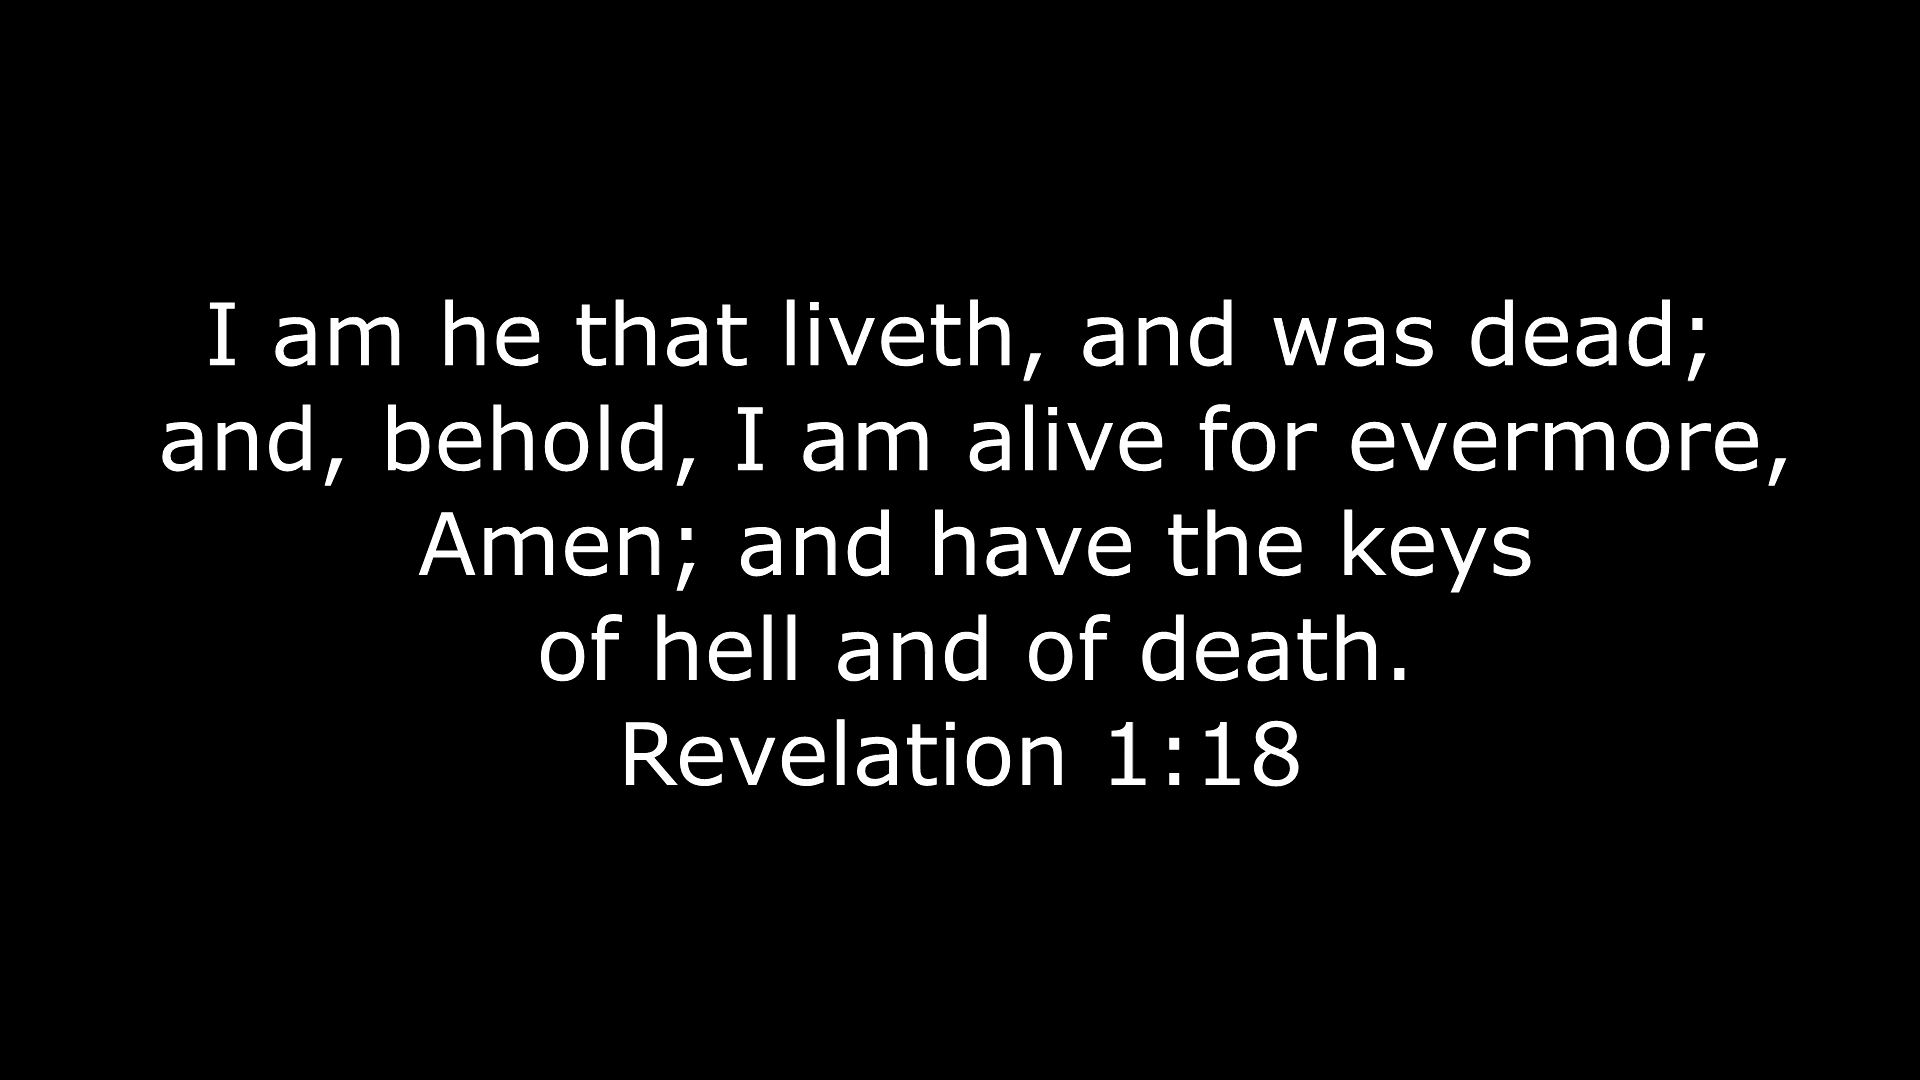 I am he that liveth, and was dead;
and, behold, I am alive for evermore,
Amen; and have the keys
of hell and of death.
Revelation 1:18